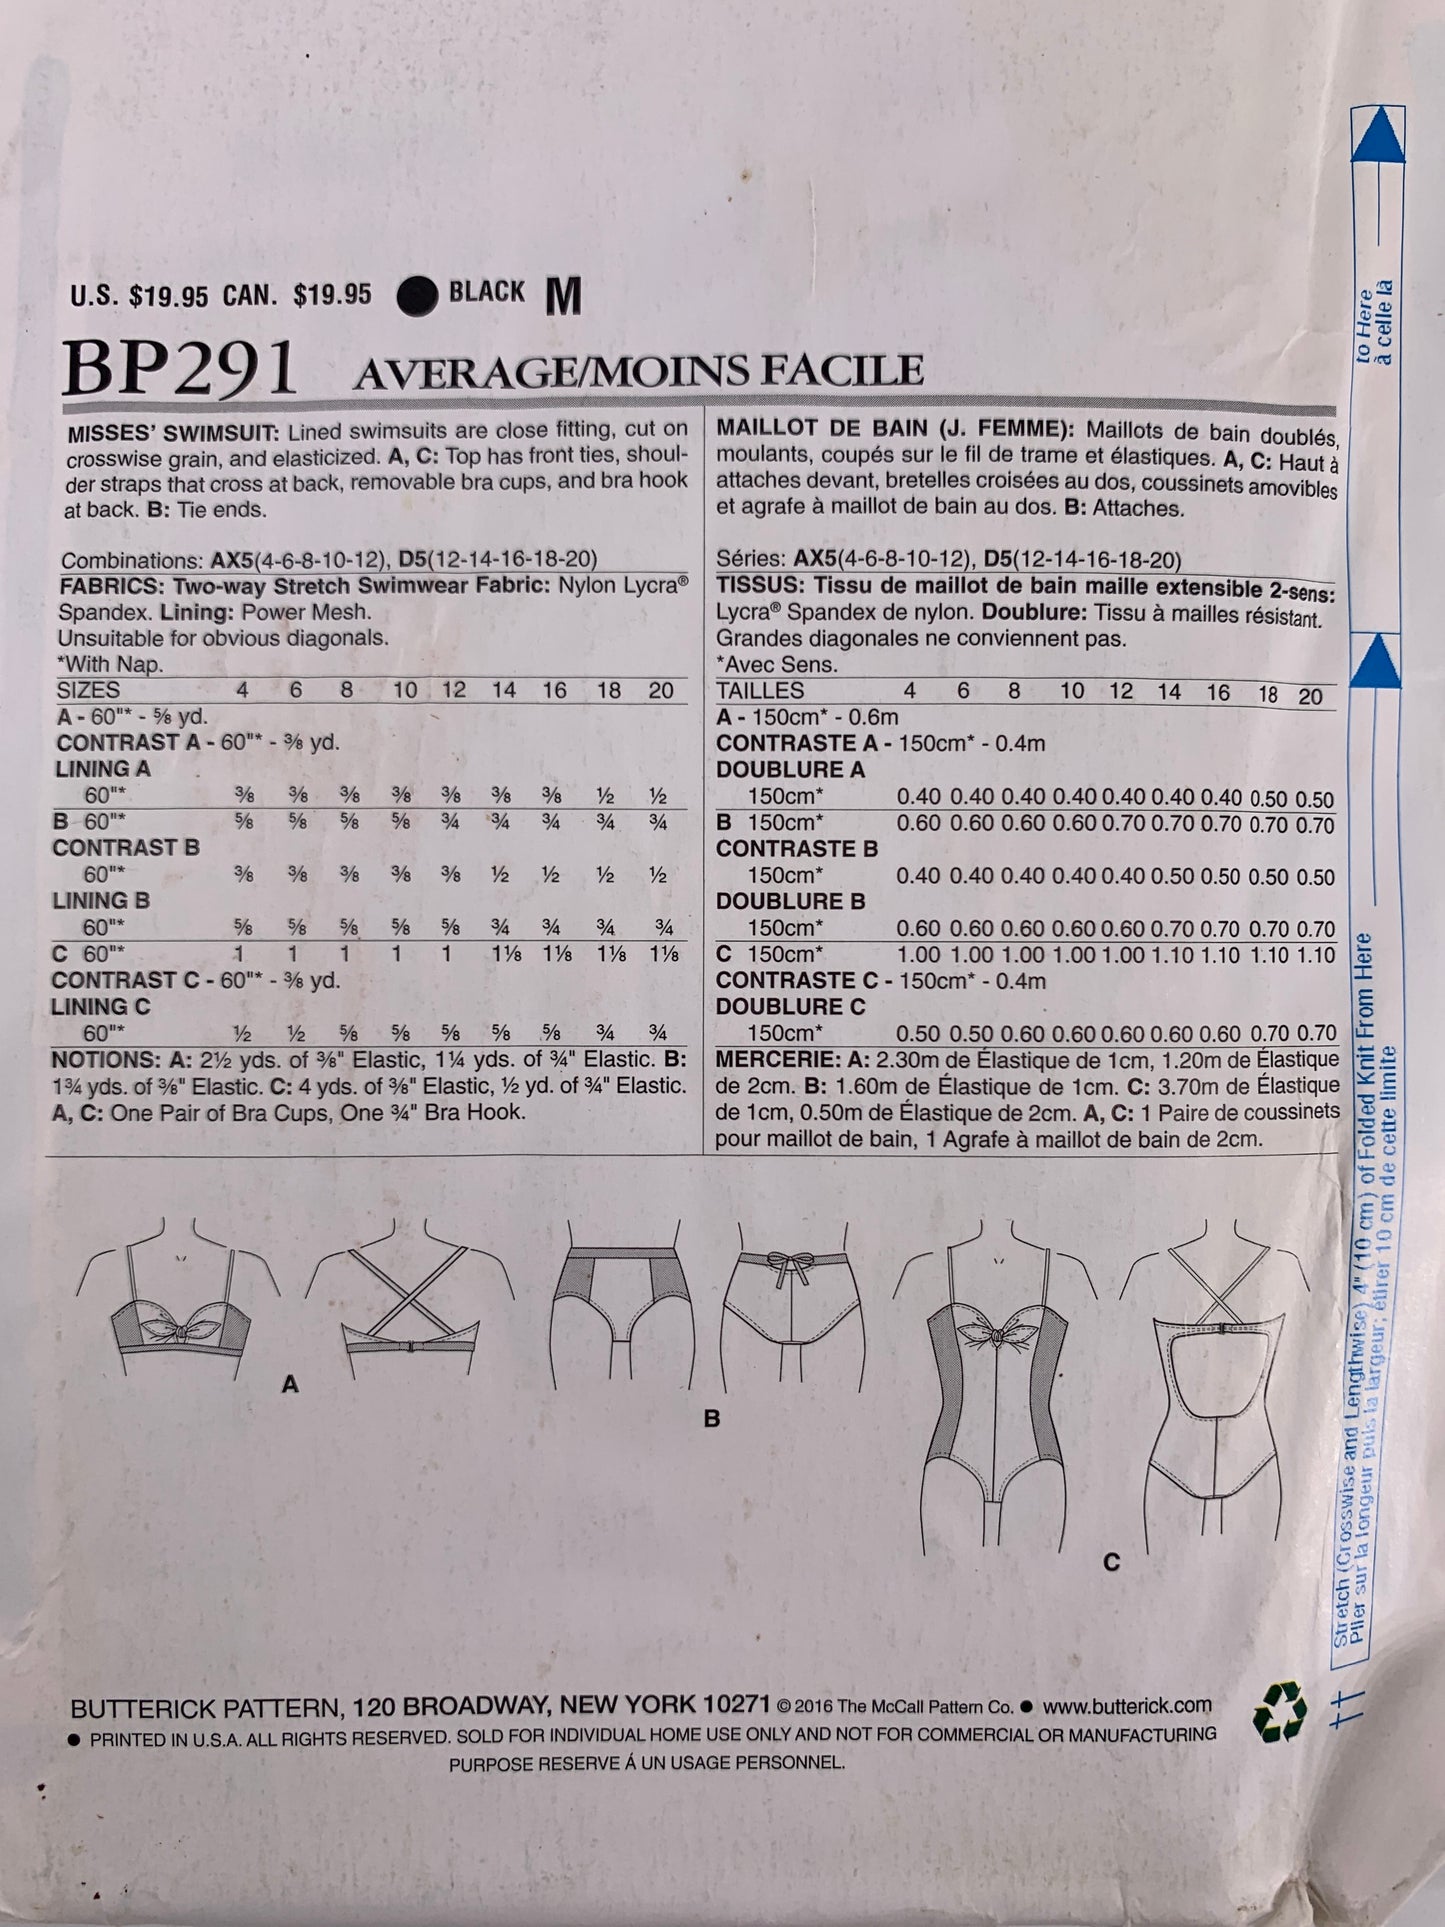 U.S. $19.95 CAN. $19.95 ● BLACK M
BP291 AVERAGE/MOINS FACILE
MISSES' SWIMSUIT: Lined swimsuits are close fitting, cut on
crosswise grain, and elasticized. A, C: Top has front ties, shoul-
der straps that cross at back, removable bra cups, and bra hook
at back. B: Tie ends.
Combinations: AX5(4-6-8-10-12), D5(12-14-16-18-20)
FABRICS: Two-way Stretch Swimwear Fabric: Nylon Lycra®
Spandex. Lining: Power Mesh.
Unsuitable for obvious diagonals.
*With Nap.
SIZES 4 6 8 10 12 14 16 18 20
A - 60"* - ⅝ yd.
CONTRAST A - 60"* - ⅜ yd.
LINING A
60"* ⅜ ⅜ ⅜ ⅜ ⅜ ⅜ ⅜ ½ ½
B 60"* ⅝ ⅝ ⅝ ⅝ ¾ ¾ ¾ ¾ ¾
CONTRAST B
60"* ⅜ ⅜ ⅜ ⅜ ⅜ ½ ½ ½ ½
LINING B
60"* ⅝ ⅝ ⅝ ⅝ ⅝ ¾ ¾ ¾ ¾
C 60"* 1 1 1 1 1 1⅛ 1⅛ 1⅛ 1⅛
CONTRAST C - 60"* - ⅜ yd.
LINING C
60"* ½ ½ ⅝ ⅝ ⅝ ⅝ ⅝ ¾ ¾
NOTIONS: A: 2½ yds. of ⅜" Elastic, 1¼ yds. of ¾" Elastic. B:
1¾ yds. of ⅜" Elastic. C: 4 yds. of ⅜" Elastic, ½ yd. of ¾" Elastic.
A, C: One Pair of Bra Cups, One ¾" Bra Hook.
MAILLOT DE BAIN (J. FEMME): Maillots de bain doublés,
moulants, coupés sur le fil de trame et élastiques. A, C: Haut à
attaches devant, bretelles croisées au dos, coussinets amovibles
et agrafe à maillot de bain au dos. B: Attaches.
Séries: AX5(4-6-8-10-12), D5(12-14-16-18-20)
TISSUS: Tissu de maillot de bain maille extensible 2-sens:
Lycra® Spandex de nylon. Doublure: Tissu à mailles résistant.
Grandes diagonales ne conviennent pas.
*Avec Sens.
TAILLES 4 6 8 10 12 14 16 18 20
A - 150cm* - 0.6m
CONTRASTE A - 150cm* - 0.4m
DOUBLURE A
150cm* 0.40 0.40 0.40 0.40 0.40 0.40 0.40 0.50 0.50
B 150cm* 0.60 0.60 0.60 0.60 0.70 0.70 0.70 0.70 0.70
CONTRASTE B
150cm* 0.40 0.40 0.40 0.40 0.40 0.50 0.50 0.50 0.50
DOUBLURE B
150cm* 0.60 0.60 0.60 0.60 0.60 0.70 0.70 0.70 0.70
C 150cm* 1.00 1.00 1.00 1.00 1.00 1.10 1.10 1.10 1.10
CONTRASTE C - 150cm* - 0.4m
DOUBLURE C
150cm* 0.50 0.50 0.60 0.60 0.60 0.60 0.60 0.70 0.70
MERCERIE: A: 2.30m de Élastique de 1cm, 1.20m de Élastique
de 2cm. B: 1.60m de Élastique de 1cm. C: 3.70m de Élastique
de 1cm, 0.50m de Élastique de 2cm. A, C: 1 Paire de coussinets
pour maillot de bain, 1 Agrafe à maillot de bain de 2cm.
A
B
C
Stretch (Crosswise and Lengthwise) 4" (10 cm) of Folded Knit From Here
Plier sur la longeur puis la largeur; étirer 10 cm de cette limite
to Here
à celle là
BUTTERICK PATTERN, 120 BROADWAY, NEW YORK 10271 © 2016 The McCall Pattern Co. ● www.butterick.com
● PRINTED IN U.S.A. ALL RIGHTS RESERVED. SOLD FOR INDIVIDUAL HOME USE ONLY AND NOT FOR COMMERCIAL OR MANUFACTURING
PURPOSE RESERVE Á UN USAGE PERSONNEL.